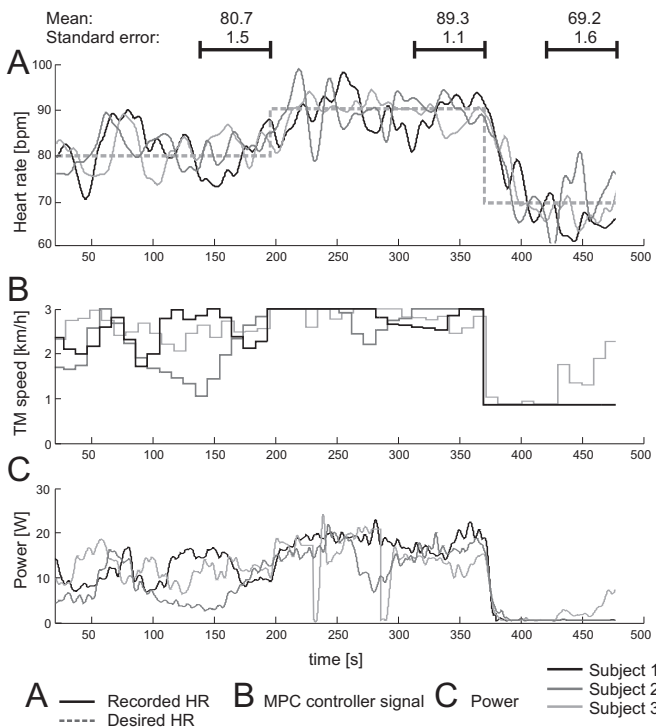 Mean: 80.7 89.3 69.2
Standard error: 1.5 1.1 1.6
A
Heart rate [bpm]
100
90
80
70
60
50 100 150 200 250 300 350 400 450 500
B
TM speed [km/h]
3
2
1
0
50 100 150 200 250 300 350 400 450 500
C
Power [W]
30
20
10
0
50 100 150 200 250 300 350 400 450 500
time [s]
A Recorded HR
Desired HR
B MPC controller signal
C Power
Subject 1
Subject 2
Subject 3